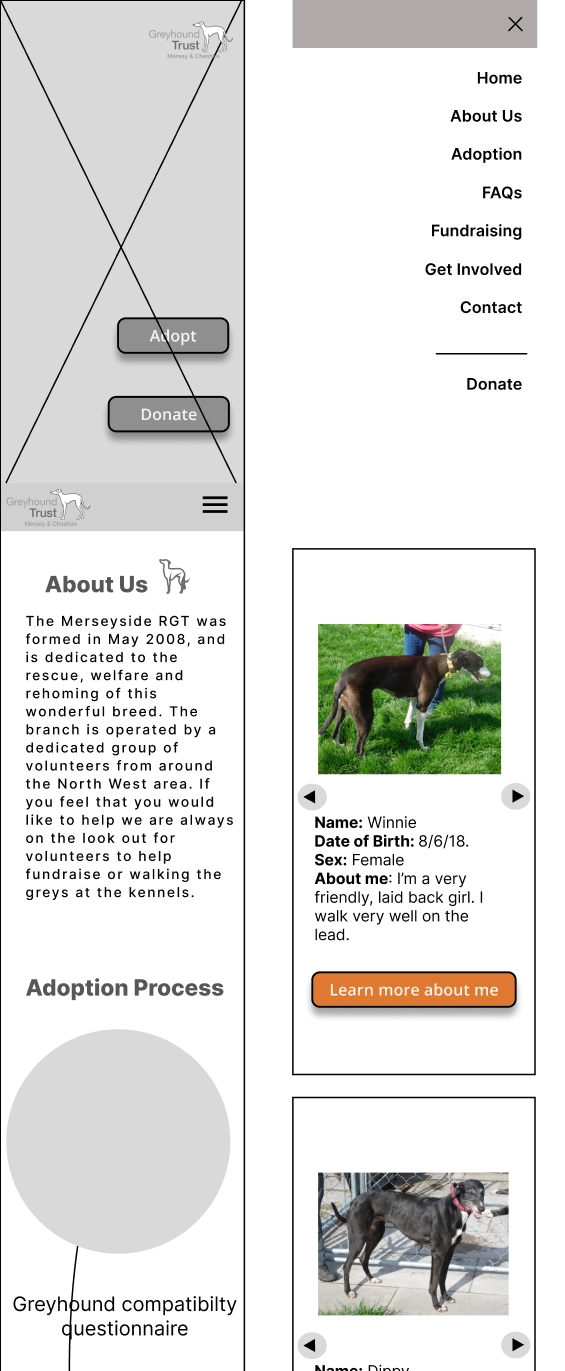 Greyhound
Trust
Mersey & Cheshire
Adopt
Donate
Greyhound
Trust
Mersey & Cheshire
About Us
The Merseyside RGT was
formed in May 2008, and
is dedicated to the
rescue, welfare and
rehoming of this
wonderful breed. The
branch is operated by a
dedicated group of
volunteers from around
the North West area. If
you feel that you would
like to help we are always
on the look out for
volunteers to help
fundraise or walking the
greys at the kennels.
Adoption Process
Greyhound compatibilty
questionnaire
Home
About Us
Adoption
FAQs
Fundraising
Get Involved
Contact
Donate
Name: Winnie
Date of Birth: 8/6/18.
Sex: Female
About me: I'm a very
friendly, laid back girl. I
walk very well on the
lead.
Learn more about me
Name: Dippy